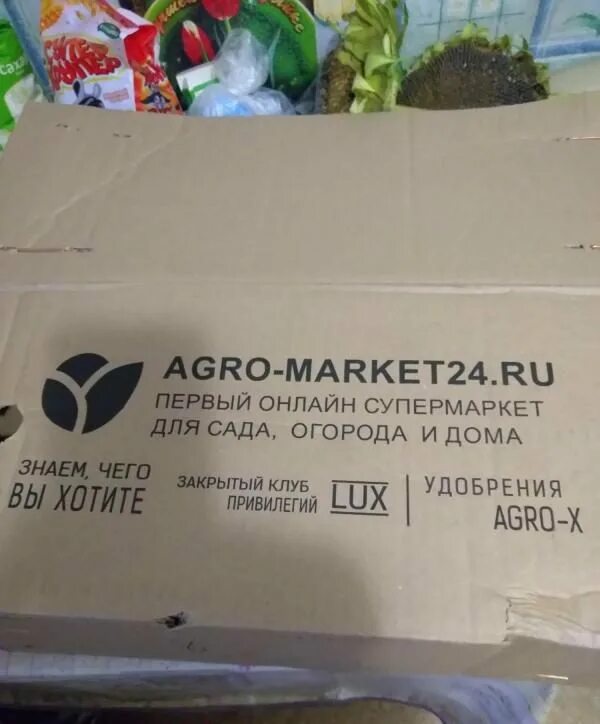 AGRO-MARKET24.RU
ПЕРВЫЙ ОНЛАЙН СУПЕРМАРКЕТ
ДЛЯ САДА, ОГОРОДА И ДОМА
ЗНАЕМ, ЧЕГО
ВЫ ХОТИТЕ
ЗАКРЫТЫЙ КЛУБ
ПРИВИЛЕГИЙ
LUX
УДОБРЕНИЯ
AGRO-X